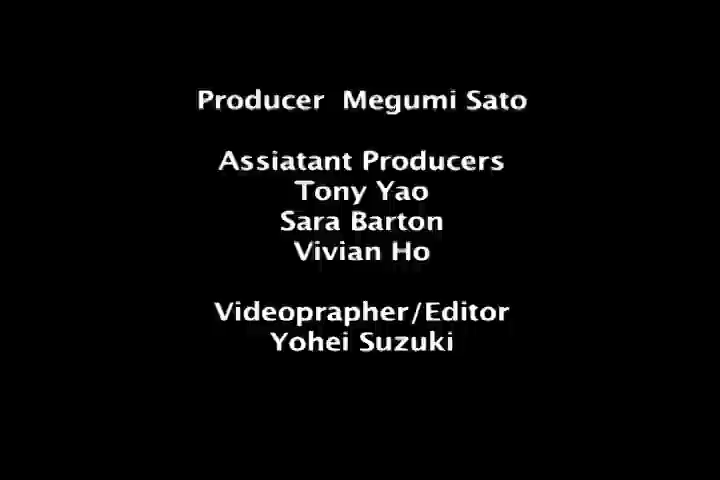 Producer  Megumi Sato
Assiatant Producers
Tony Yao
Sara Barton
Vivian Ho
Videoprapher/Editor
Yohei Suzuki